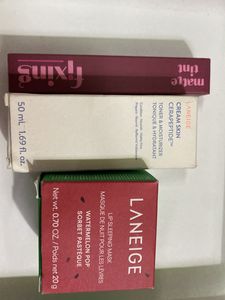 fixing
matte
tint
LANEIGE
CREAM SKIN
CERAPEPTIDE™
TONER & MOISTURIZER
TONIQUE & HYDRATANT
50 mL 1.69 fl. oz.
LANEIGE
LIP SLEEPING MASK
MASQUE DE NUIT POUR LES LÈVRES
WATERMELON POP
SORBET PASTÈQUE
Net wt. 0.70 OZ. / Poids net 20 g